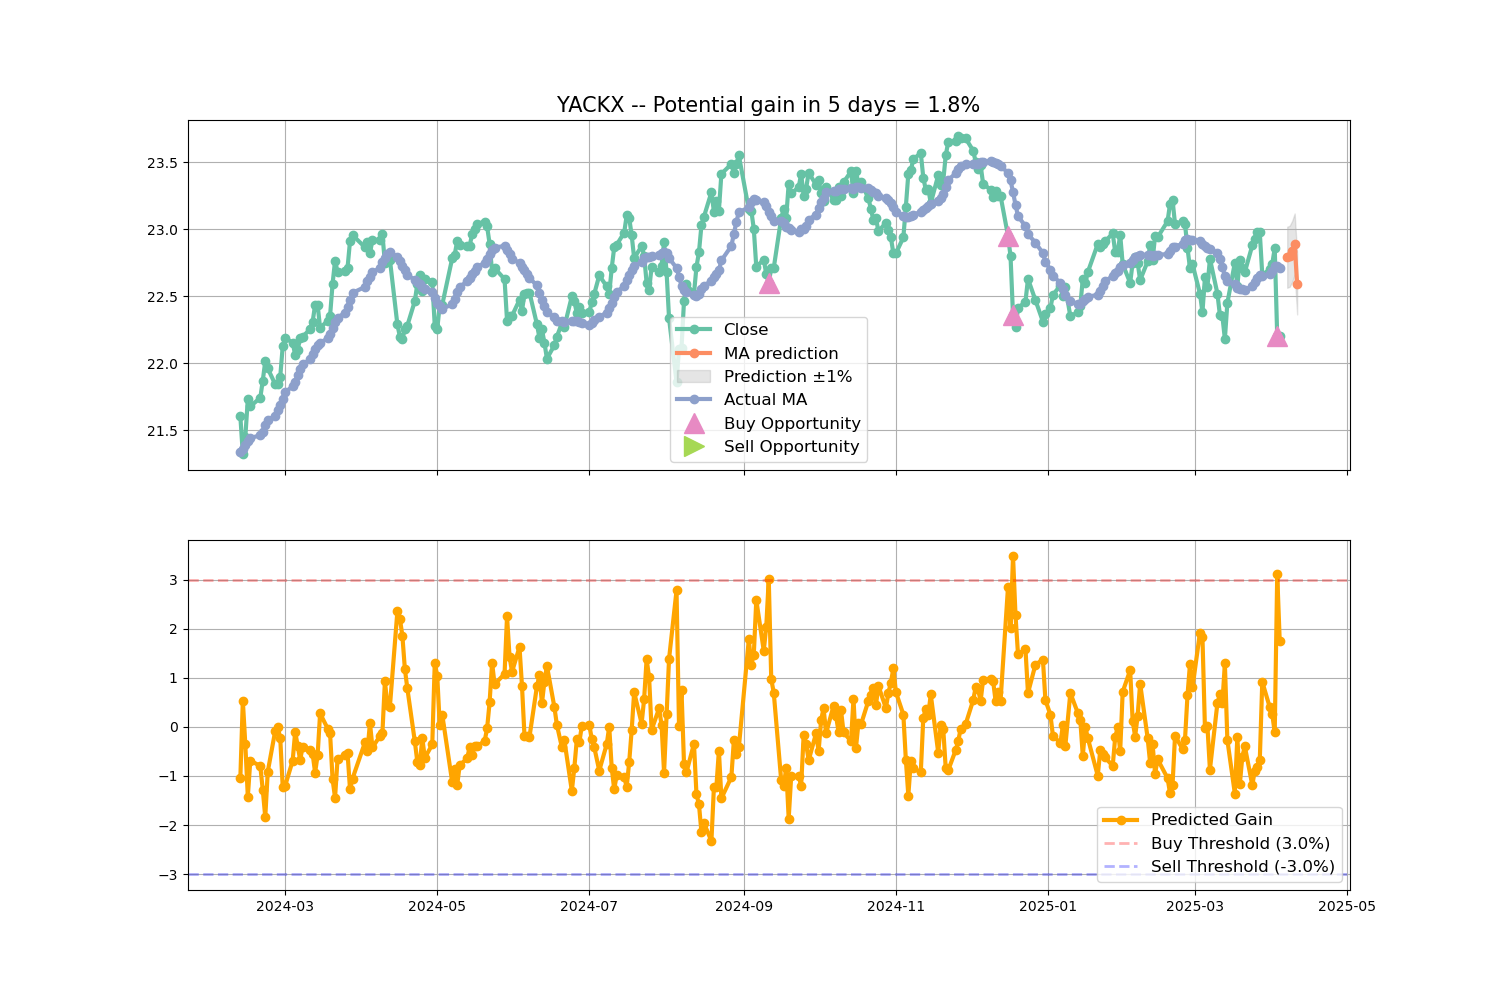 YACKX -- Potential gain in 5 days = 1.8%
23.5
23.0
22.5
22.0
21.5
Close
MA prediction
Prediction ±1%
Actual MA
Buy Opportunity
Sell Opportunity
3
2
1
0
−1
−2
−3
Predicted Gain
Buy Threshold (3.0%)
Sell Threshold (-3.0%)
2024-03
2024-05
2024-07
2024-09
2024-11
2025-01
2025-03
2025-05